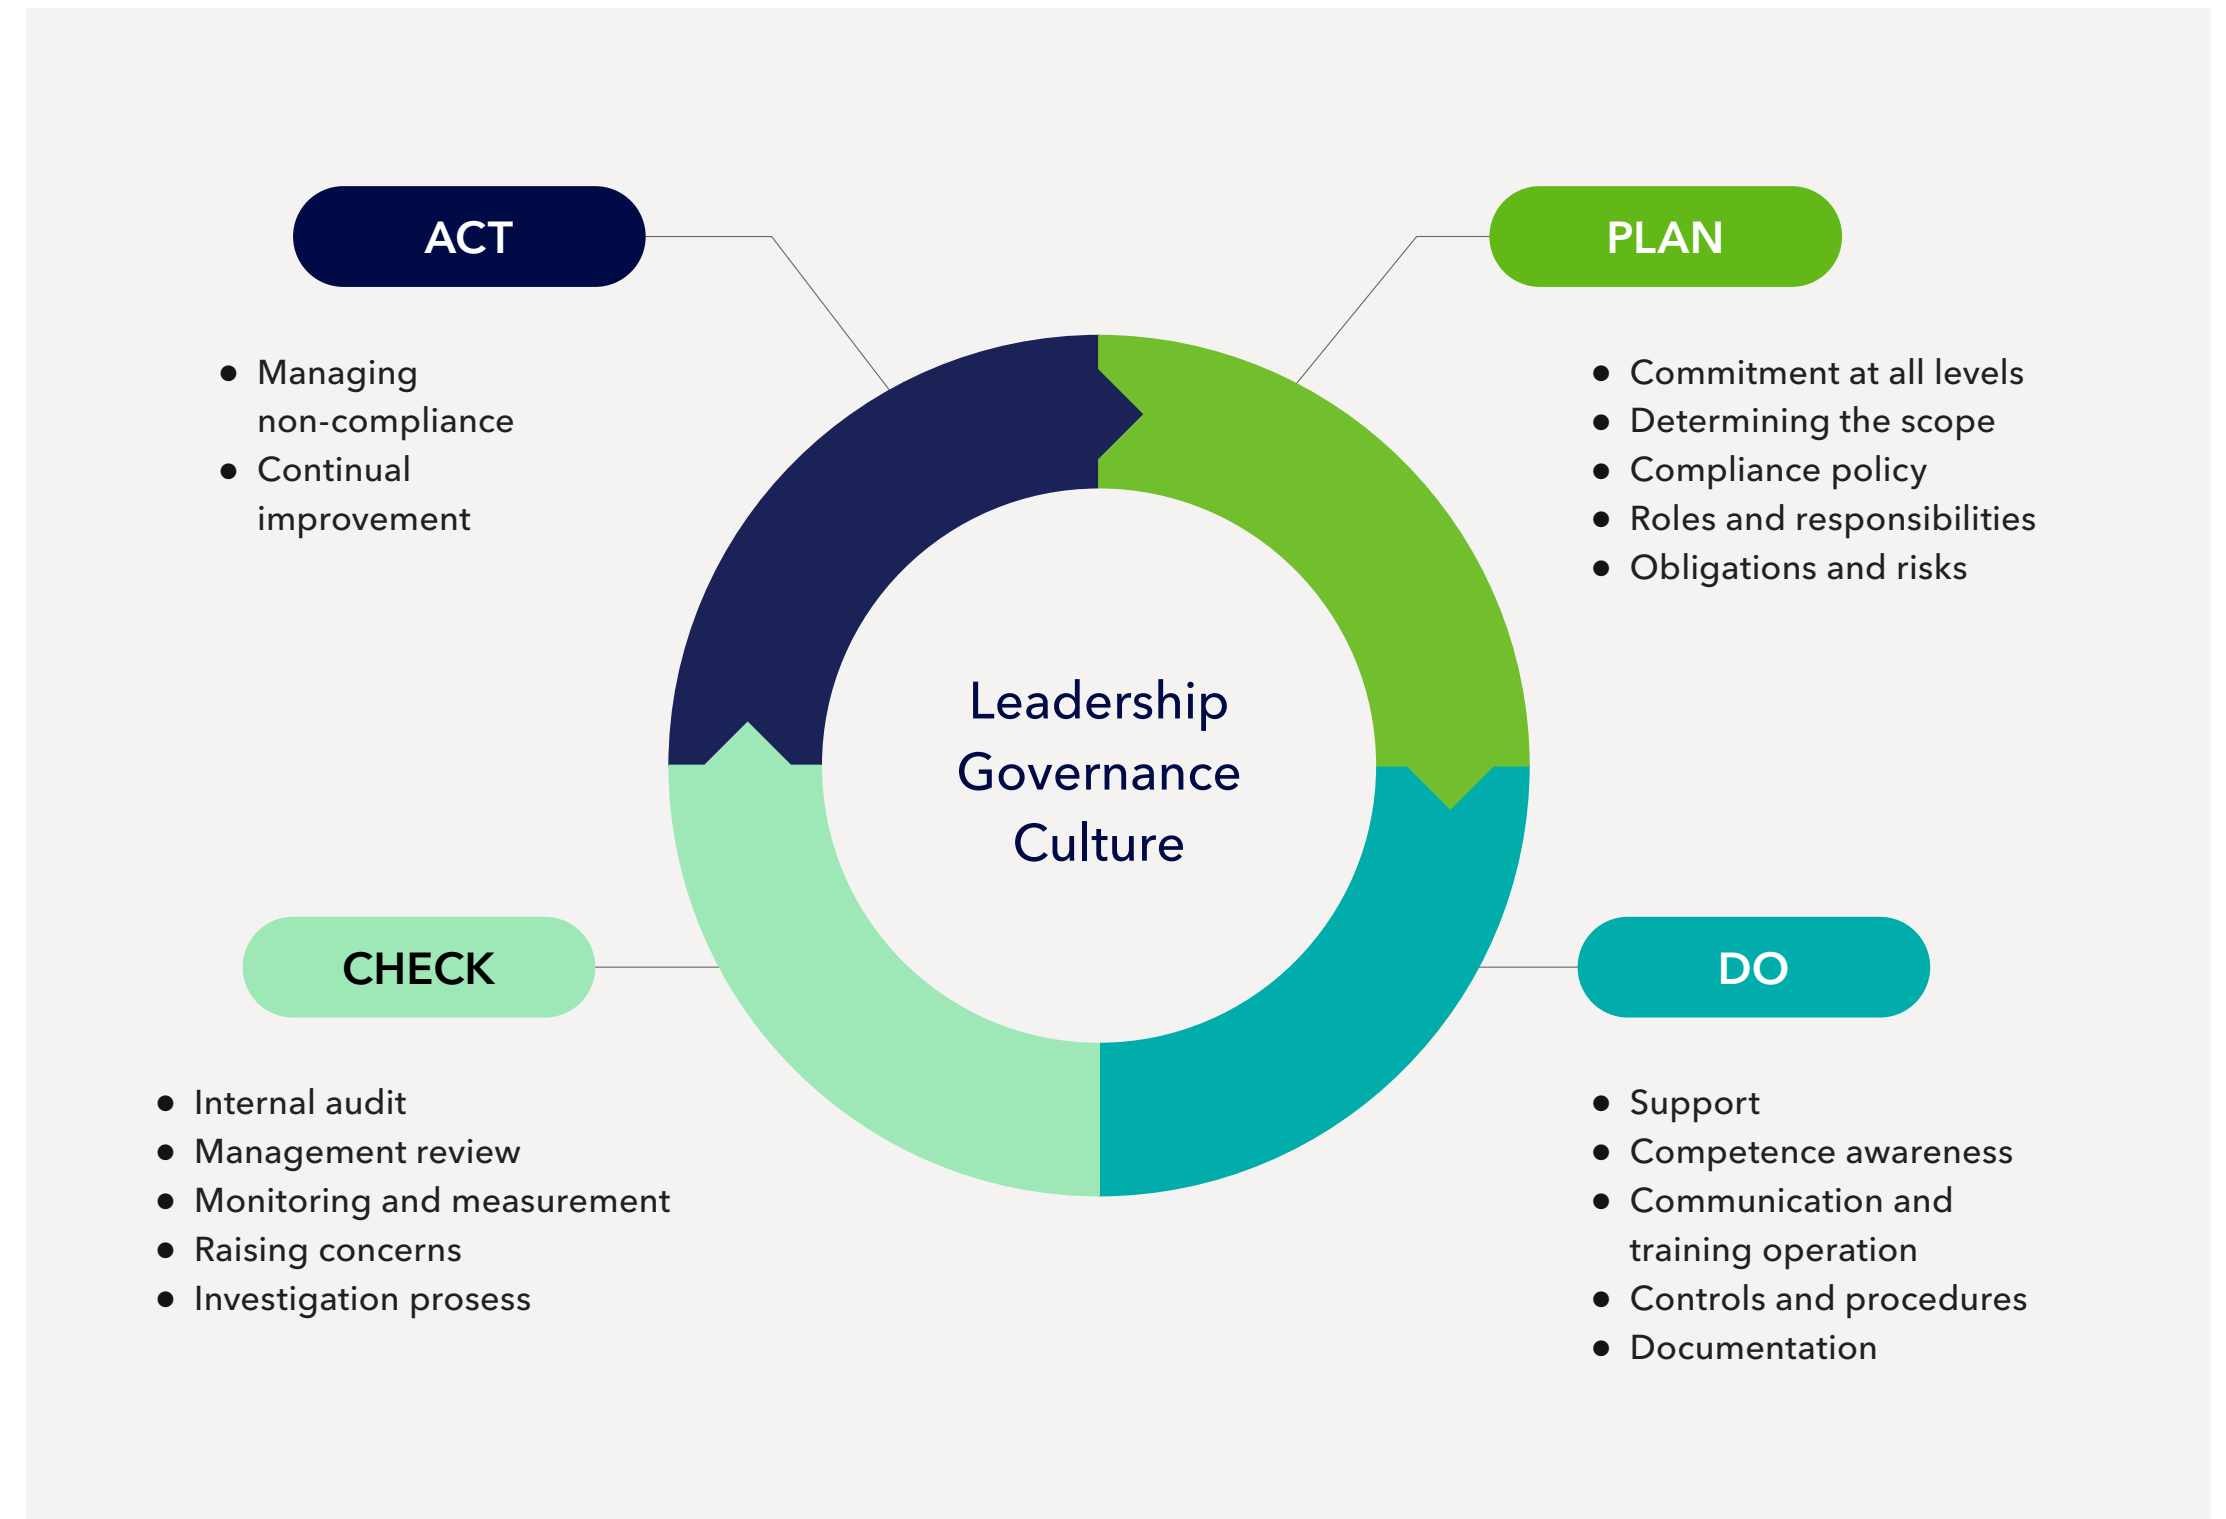 ACT
● Managing
non-compliance
● Continual
improvement
PLAN
● Commitment at all levels
● Determining the scope
● Compliance policy
● Roles and responsibilities
● Obligations and risks
Leadership
Governance
Culture
CHECK
● Internal audit
● Management review
● Monitoring and measurement
● Raising concerns
● Investigation prosess
DO
● Support
● Competence awareness
● Communication and
training operation
● Controls and procedures
● Documentation